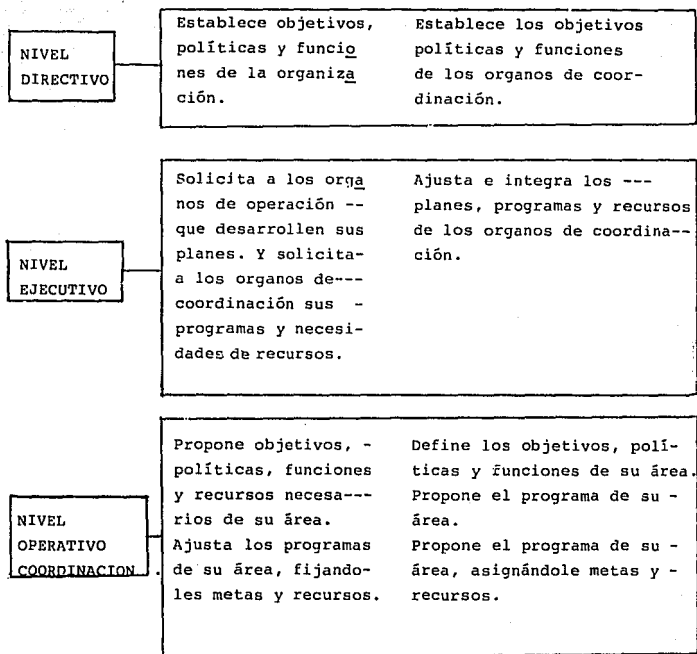 NIVEL
DIRECTIVO
Establece objetivos,
políticas y funcio
nes de la organiza
ción.
Establece los objetivos
políticas y funciones
de los organos de coor-
dinación.
NIVEL
EJECUTIVO
Solicita a los orga
nos de operación --
que desarrollen sus
planes. Y solicita-
a los organos de---
coordinación sus -
programas y necesi-
dades de recursos.
Ajusta e integra los ---
planes, programas y recursos
de los organos de coordina--
ción.
NIVEL
OPERATIVO
COORDINACION .
Propone objetivos, -
políticas, funciones
y recursos necesa---
rios de su área.
Ajusta los programas
de su área, fijando-
les metas y recursos.
Define los objetivos, polí-
ticas y funciones de su área.
Propone el programa de su -
área.
Propone el programa de su -
área, asignándole metas y -
recursos.